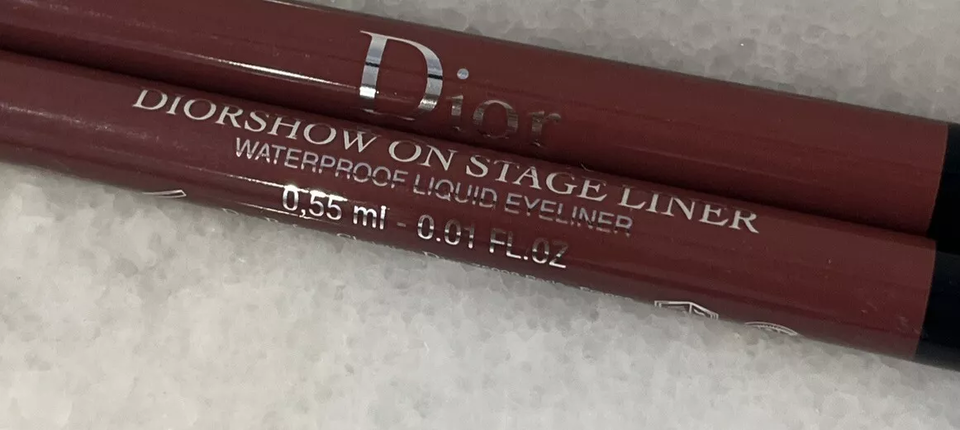 Dior
DIORSHOW ON STAGE LINER
WATERPROOF LIQUID EYELINER
0,55 ml - 0.01 FL.OZ